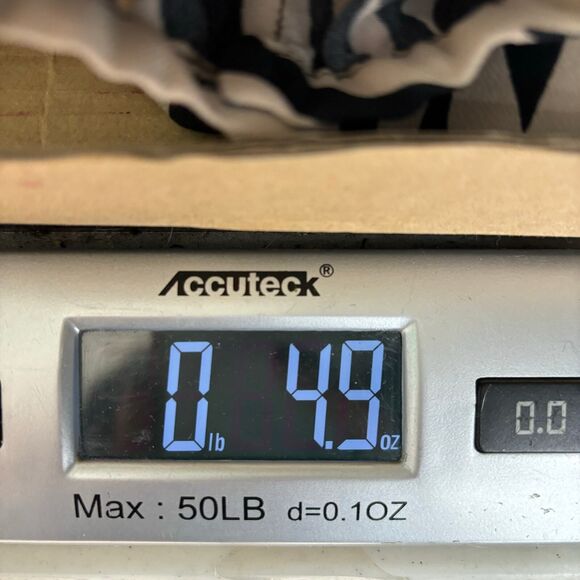 Accuteck®
0 lb 4.9 oz
0.0
Max : 50LB d=0.1OZ